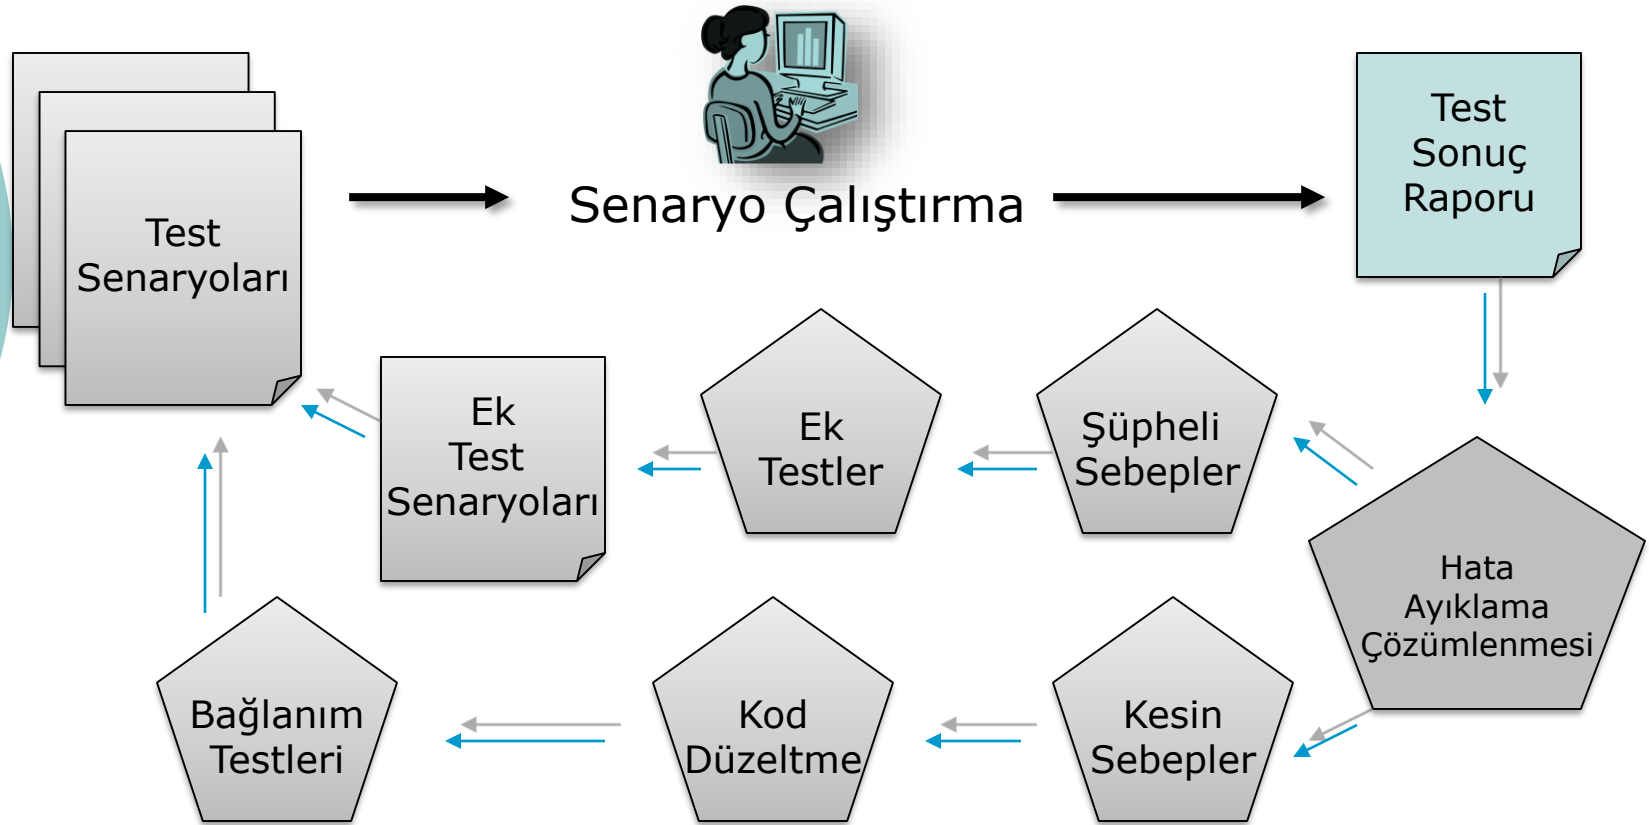 Test
Senaryoları
Senaryo Çalıştırma
Test
Sonuç
Raporu
Ek
Test
Senaryoları
Ek
Testler
Şüpheli
Sebepler
Hata
Ayıklama
Çözümlenmesi
Bağlanım
Testleri
Kod
Düzeltme
Kesin
Sebepler